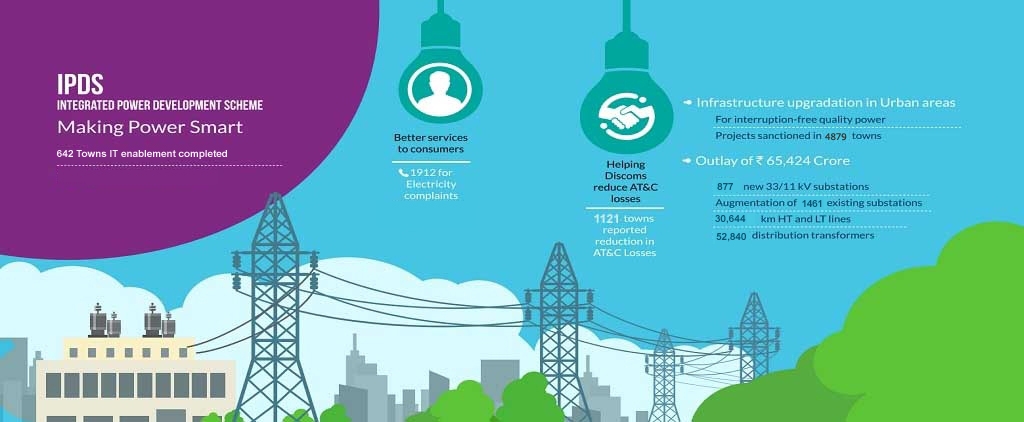 IPDS
INTEGRATED POWER DEVELOPMENT SCHEME
Making Power Smart
642 Towns IT enablement completed
Better services
to consumers
1912 for
Electricity
complaints
Helping
Discoms
reduce AT&C
losses
1121 towns
reported
reduction in
AT&C Losses
Infrastructure upgradation in Urban areas
For interruption-free quality power
Projects sanctioned in 4879 towns
Outlay of ₹ 65,424 Crore
877 new 33/11 kV substations
Augmentation of 1461 existing substations
30,644 km HT and LT lines
52,840 distribution transformers